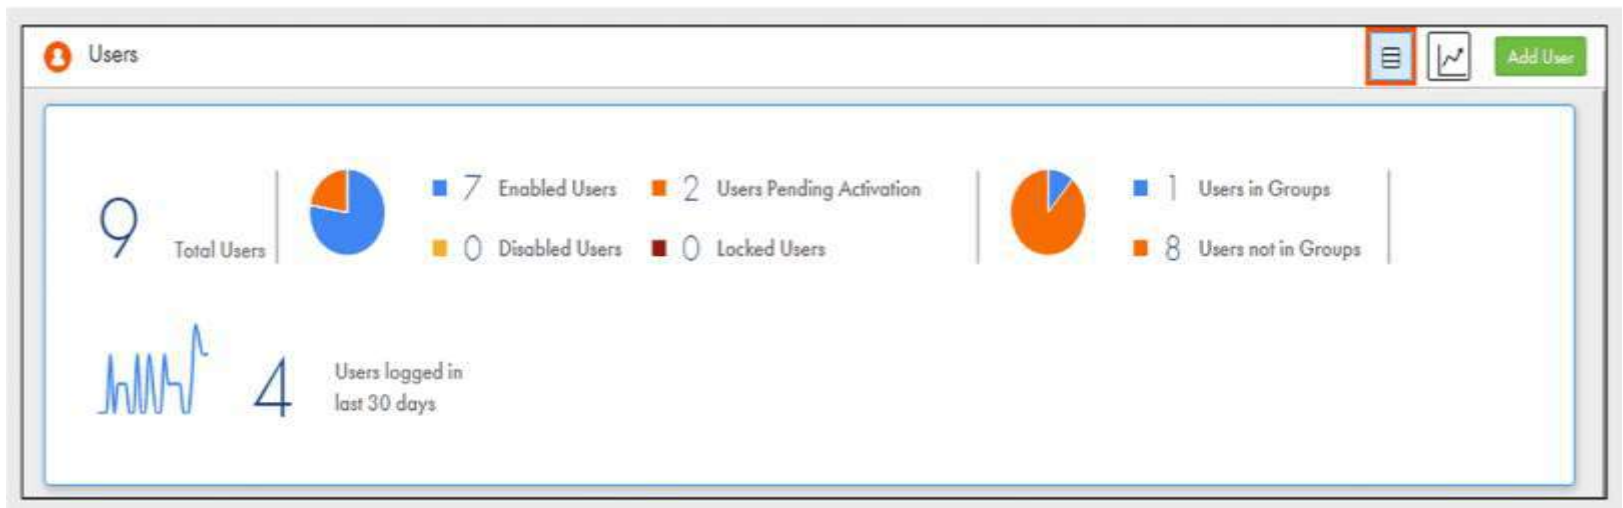 Users
Add User
9 Total Users
7 Enabled Users
2 Users Pending Activation
0 Disabled Users
0 Locked Users
1 Users in Groups
8 Users not in Groups
4
Users logged in
last 30 days